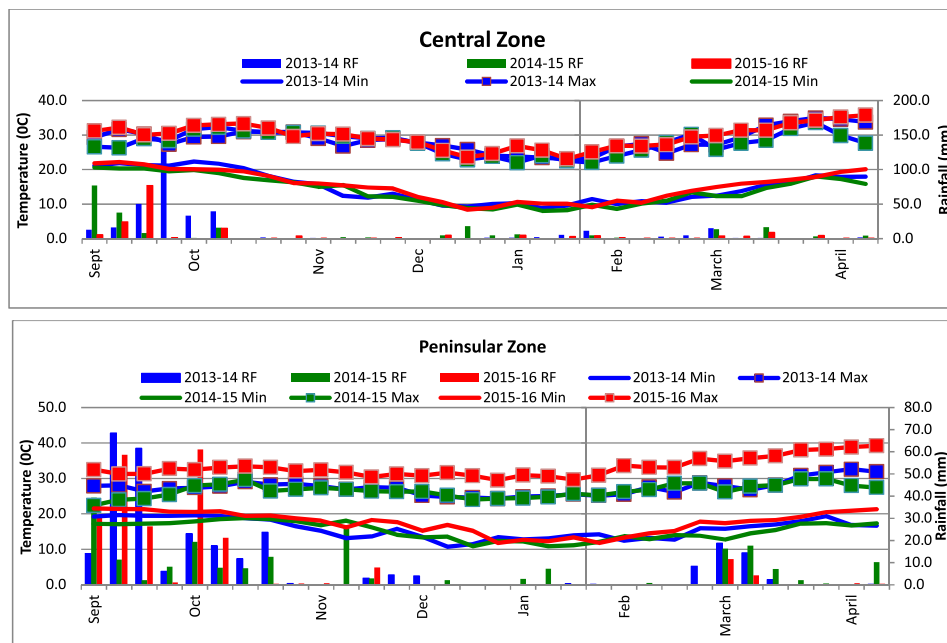 Central Zone
2013-14 RF 2014-15 RF 2015-16 RF
2013-14 Min 2013-14 Max 2014-15 Min
Temperature (0C)
40.0
30.0
20.0
10.0
0.0
200.0
150.0
100.0
50.0
0.0
Rainfall (mm)
Sept Oct Nov Dec Jan Feb March April
Peninsular Zone
2013-14 RF 2014-15 RF 2015-16 RF 2013-14 Min 2013-14 Max
2014-15 Min 2014-15 Max 2015-16 Min 2015-16 Max
Temperature (0C)
50.0
40.0
30.0
20.0
10.0
0.0
80.0
70.0
60.0
50.0
40.0
30.0
20.0
10.0
0.0
Rainfall (mm)
Sept Oct Nov Dec Jan Feb March April